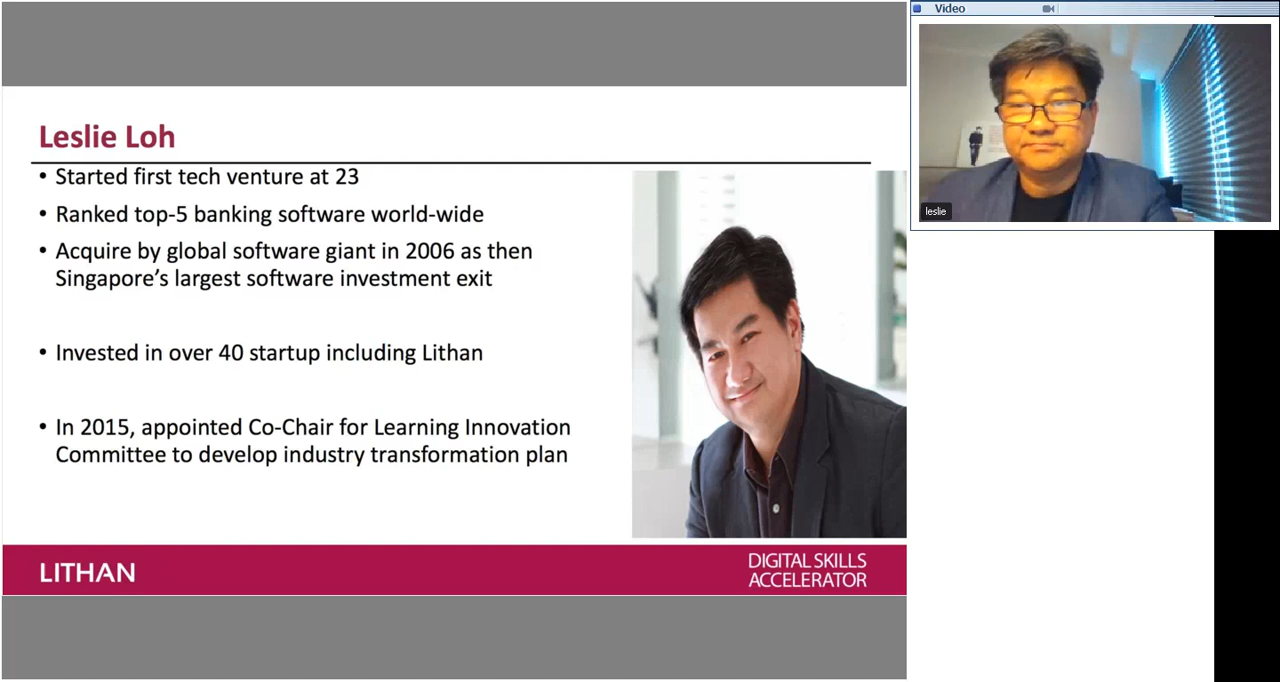 Leslie Loh
• Started first tech venture at 23
• Ranked top-5 banking software world-wide
• Acquire by global software giant in 2006 as then
Singapore's largest software investment exit
• Invested in over 40 startup including Lithan
• In 2015, appointed Co-Chair for Learning Innovation
Committee to develop industry transformation plan
LITHAN
DIGITAL SKILLS
ACCELERATOR
Video
leslie